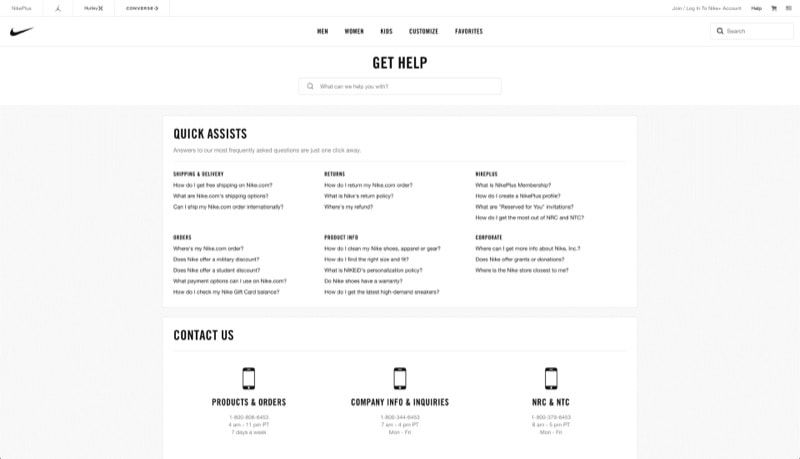 NikePlus
Hurley
CONVERSE
Join / Log In To Nike+ Account
Help
MEN
WOMEN
KIDS
CUSTOMIZE
FAVORITES
Search
GET HELP
What can we help you with?
QUICK ASSISTS
Answers to our most frequently asked questions are just one click away.
SHIPPING & DELIVERY
How do I get free shipping on Nike.com?
What are Nike.com's shipping options?
Can I ship my Nike.com order internationally?
RETURNS
How do I return my Nike.com order?
What is Nike's return policy?
Where's my refund?
NIKEPLUS
What is NikePlus Membership?
How do I create a NikePlus profile?
What are "Reserved for You" invitations?
How do I get the most out of NRC and NTC?
ORDERS
Where's my Nike.com order?
Does Nike offer a military discount?
Does Nike offer a student discount?
What payment options can I use on Nike.com?
How do I check my Nike Gift Card balance?
PRODUCT INFO
How do I clean my Nike shoes, apparel or gear?
How do I find the right size and fit?
What is NIKEiD's personalization policy?
Do Nike shoes have a warranty?
How do I get the latest high-demand sneakers?
CORPORATE
Where can I get more info about Nike, Inc.?
Does Nike offer grants or donations?
Where is the Nike store closest to me?
CONTACT US
PRODUCTS & ORDERS
1-800-806-6453
4 am - 11 pm PT
7 days a week
COMPANY INFO & INQUIRIES
1-800-344-6453
7 am - 4 pm PT
Mon - Fri
NRC & NTC
1-800-379-6453
8 am - 5 pm PT
Mon - Fri